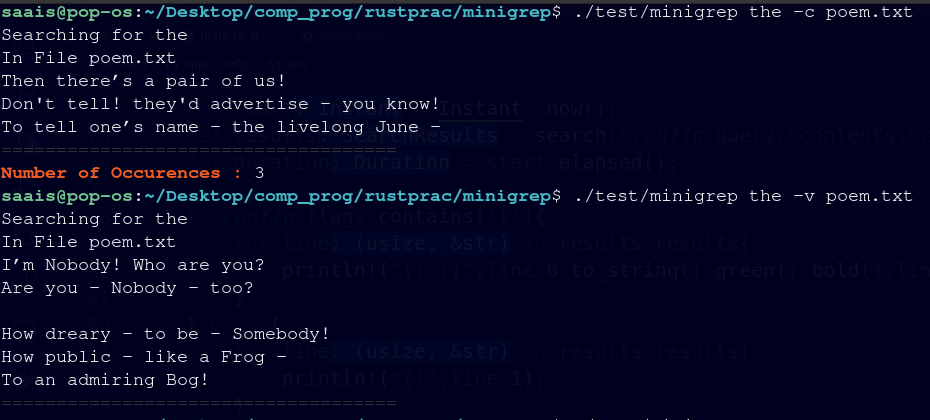 saais@pop-os:~/Desktop/comp_prog/rustprac/minigrep$ ./test/minigrep the -c poem.txt
Searching for the
In File poem.txt
Then there’s a pair of us!
Don't tell! they'd advertise – you know!
To tell one’s name – the livelong June –
====================================
Number of Occurences : 3
saais@pop-os:~/Desktop/comp_prog/rustprac/minigrep$ ./test/minigrep the -v poem.txt
Searching for the
In File poem.txt
I’m Nobody! Who are you?
Are you – Nobody – too?

How dreary – to be – Somebody!
How public – like a Frog –
To an admiring Bog!
====================================